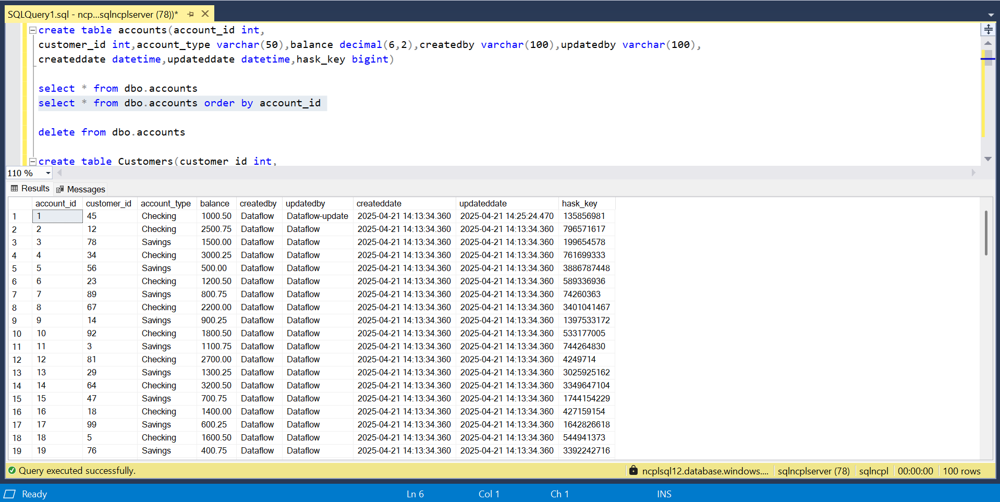 SQLQuery1.sql - ncp...sqlncplserver (78))*
create table accounts(account_id int,
customer_id int,account_type varchar(50),balance decimal(6,2),createdby varchar(100),updatedby varchar(100),
createddate datetime,updateddate datetime,hask_key bigint)
select * from dbo.accounts
select * from dbo.accounts order by account_id
delete from dbo.accounts
create table Customers(customer_id int,
110 %
Results Messages
account_id customer_id account_type balance createdby updatedby createddate updateddate hask_key
1 1 45 Checking 1000.50 Dataflow Dataflow-update 2025-04-21 14:13:34.360 2025-04-21 14:25:24.470 135856981
2 2 12 Checking 2500.75 Dataflow Dataflow 2025-04-21 14:13:34.360 2025-04-21 14:13:34.360 796571617
3 3 78 Savings 1500.00 Dataflow Dataflow 2025-04-21 14:13:34.360 2025-04-21 14:13:34.360 199654578
4 4 34 Checking 3000.25 Dataflow Dataflow 2025-04-21 14:13:34.360 2025-04-21 14:13:34.360 761699333
5 5 56 Savings 500.00 Dataflow Dataflow 2025-04-21 14:13:34.360 2025-04-21 14:13:34.360 3886787448
6 6 23 Checking 1200.50 Dataflow Dataflow 2025-04-21 14:13:34.360 2025-04-21 14:13:34.360 589336936
7 7 89 Savings 800.75 Dataflow Dataflow 2025-04-21 14:13:34.360 2025-04-21 14:13:34.360 74260363
8 8 67 Checking 2200.00 Dataflow Dataflow 2025-04-21 14:13:34.360 2025-04-21 14:13:34.360 3401041467
9 9 14 Savings 900.25 Dataflow Dataflow 2025-04-21 14:13:34.360 2025-04-21 14:13:34.360 1397533172
10 10 92 Checking 1800.50 Dataflow Dataflow 2025-04-21 14:13:34.360 2025-04-21 14:13:34.360 533177005
11 11 3 Savings 1100.75 Dataflow Dataflow 2025-04-21 14:13:34.360 2025-04-21 14:13:34.360 744264830
12 12 81 Checking 2700.00 Dataflow Dataflow 2025-04-21 14:13:34.360 2025-04-21 14:13:34.360 4249714
13 13 29 Savings 1300.25 Dataflow Dataflow 2025-04-21 14:13:34.360 2025-04-21 14:13:34.360 3025925162
14 14 64 Checking 3200.50 Dataflow Dataflow 2025-04-21 14:13:34.360 2025-04-21 14:13:34.360 3349647104
15 15 47 Savings 700.75 Dataflow Dataflow 2025-04-21 14:13:34.360 2025-04-21 14:13:34.360 1744154229
16 16 18 Checking 1400.00 Dataflow Dataflow 2025-04-21 14:13:34.360 2025-04-21 14:13:34.360 427159154
17 17 99 Savings 600.25 Dataflow Dataflow 2025-04-21 14:13:34.360 2025-04-21 14:13:34.360 1642826618
18 18 5 Checking 1600.50 Dataflow Dataflow 2025-04-21 14:13:34.360 2025-04-21 14:13:34.360 544941373
19 19 76 Savings 400.75 Dataflow Dataflow 2025-04-21 14:13:34.360 2025-04-21 14:13:34.360 3392242716
Query executed successfully. ncplsql12.database.windows.... sqlncplserver (78) sqlncpl 00:00:00 100 rows
Ready Ln 6 Col 1 Ch 1 INS